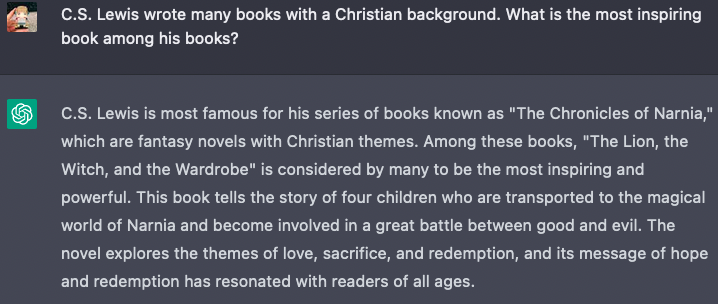 C.S. Lewis wrote many books with a Christian background. What is the most inspiring
book among his books?
C.S. Lewis is most famous for his series of books known as "The Chronicles of Narnia,"
which are fantasy novels with Christian themes. Among these books, "The Lion, the
Witch, and the Wardrobe" is considered by many to be the most inspiring and
powerful. This book tells the story of four children who are transported to the magical
world of Narnia and become involved in a great battle between good and evil. The
novel explores the themes of love, sacrifice, and redemption, and its message of hope
and redemption has resonated with readers of all ages.